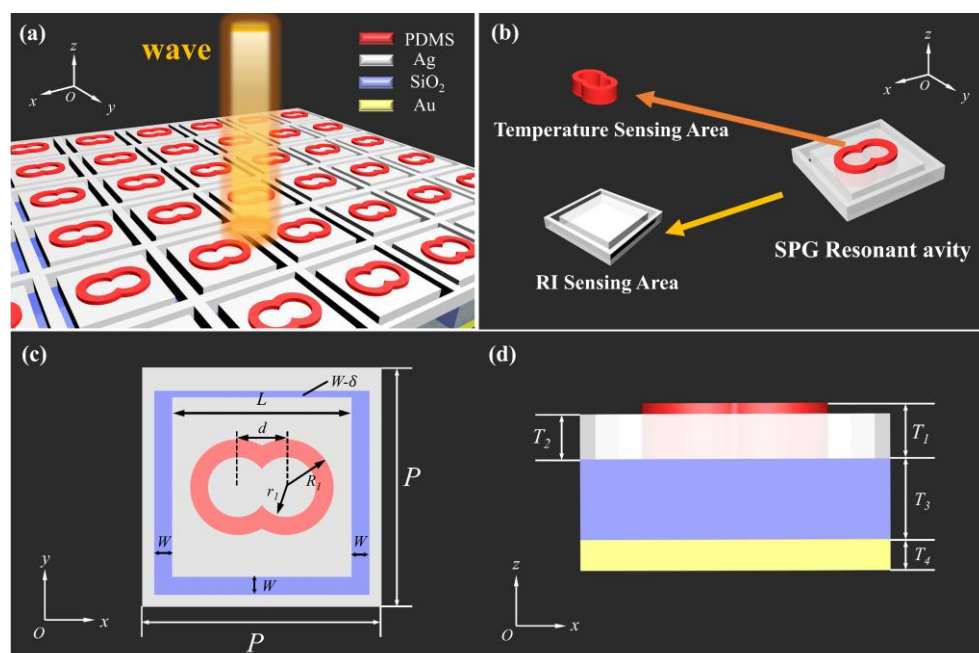 (a)
wave
PDMS
Ag
SiO₂
Au
z
x
O
y
(b)
z
x
O
y
Temperature Sensing Area
RI Sensing Area
SPG Resonant avity
(c)
W-δ
L
d
R₁
r₁
W
W
W
P
P
y
O
x
(d)
T₂
T₁
T₃
T₄
z
O
x